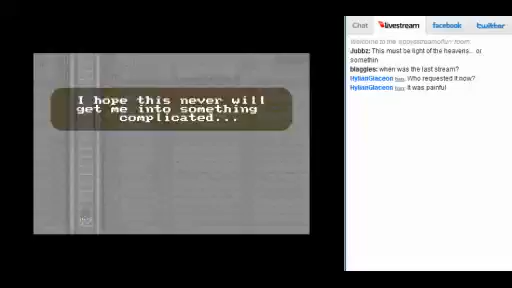 Chat livestream facebook twitter
I hope this never will
get me into something
complicated...
Jubbz: This must be light of the heavens.. or
somethin
blaggles: when was the last stream?
HylianGlaceon Who requested it now?
HylianGlaceon It was painful